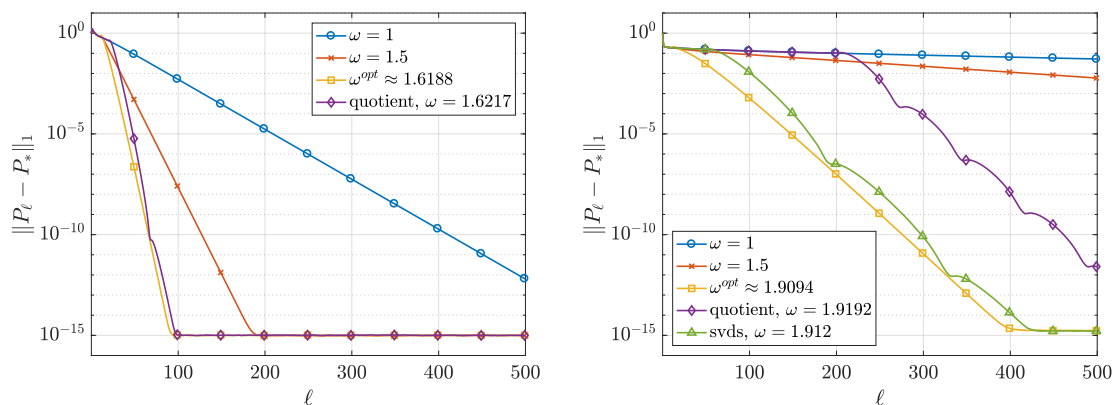 ‖P_ℓ − P_*‖_1
10^0
10^{-5}
10^{-10}
10^{-15}
100
200
300
400
500
ℓ
ω = 1
ω = 1.5
ω^{opt} ≈ 1.6188
quotient, ω = 1.6217
‖P_ℓ − P_*‖_1
10^0
10^{-5}
10^{-10}
10^{-15}
100
200
300
400
500
ℓ
ω = 1
ω = 1.5
ω^{opt} ≈ 1.9094
quotient, ω = 1.9192
svds, ω = 1.912